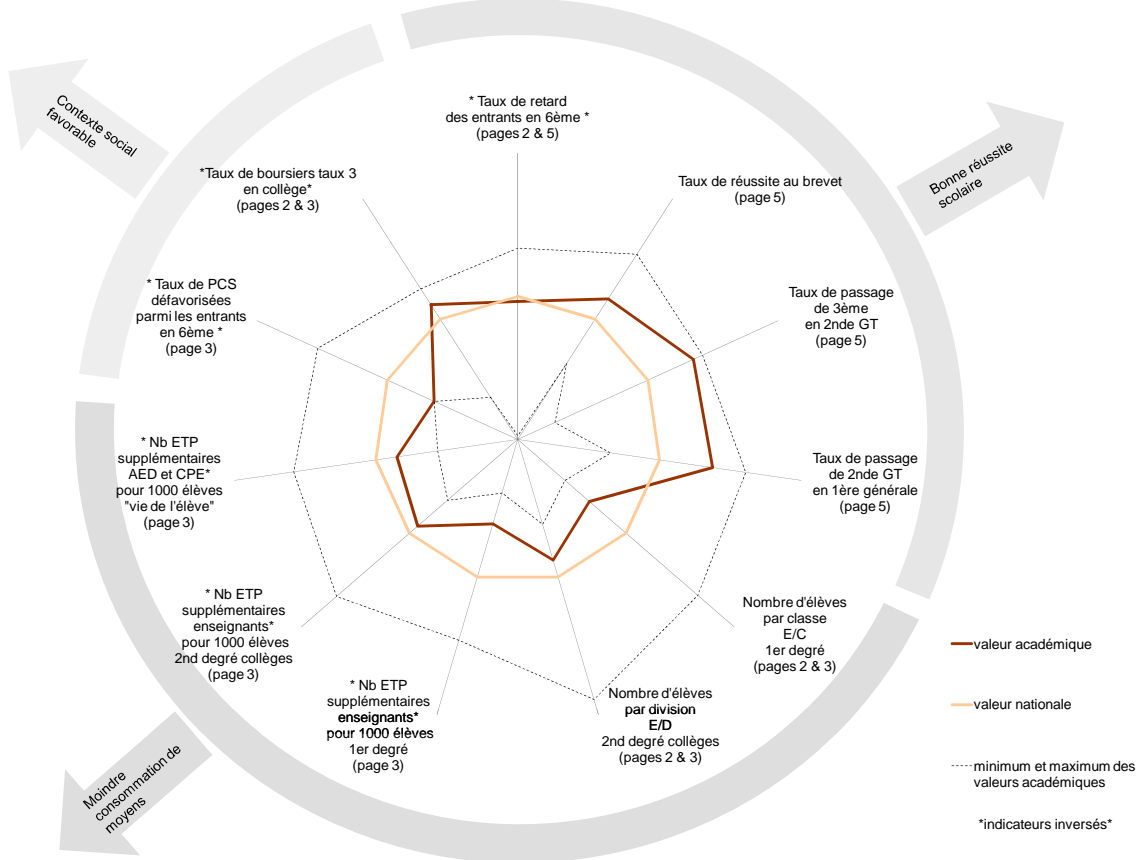 * Taux de retard
des entrants en 6ème *
(pages 2 & 5)
Taux de réussite au brevet
(page 5)
Bonne réussite
scolaire
Taux de passage
de 3ème
en 2nde GT
(page 5)
Taux de passage
de 2nde GT
en 1ère générale
(page 5)
Nombre d'élèves
par classe
E/C
1er degré
(pages 2 & 3)
Nombre d'élèves
par division
E/D
2nd degré collèges
(pages 2 & 3)
* Nb ETP
supplémentaires
enseignants*
pour 1000 élèves
1er degré
(page 3)
* Nb ETP
supplémentaires
enseignants*
pour 1000 élèves
2nd degré collèges
(page 3)
Moindre
consommation de
moyens
* Nb ETP
supplémentaires
AED et CPE*
pour 1000 élèves
"vie de l'élève"
(page 3)
* Taux de PCS
défavorisées
parmi les entrants
en 6ème *
(page 3)
*Taux de boursiers taux 3
en collège*
(pages 2 & 3)
Contexte social
favorable
valeur académique
valeur nationale
minimum et maximum des
valeurs académiques
*indicateurs inversés*